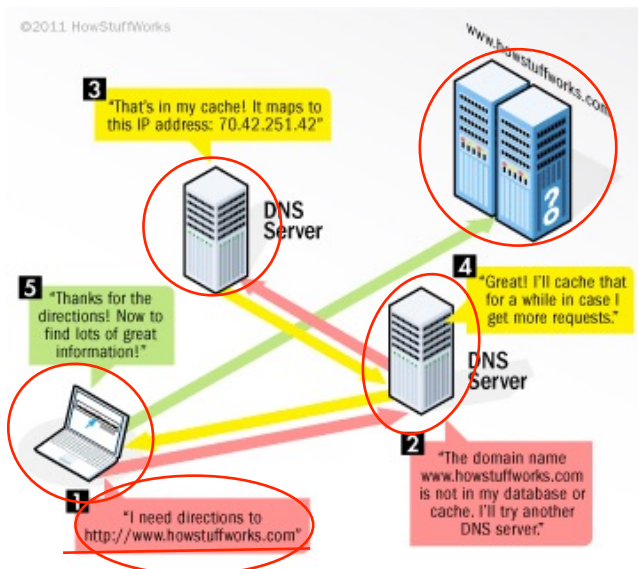 ©2011 HowStuffWorks
www.howstuffworks.com
3
"That's in my cache! It maps to
this IP address: 70.42.251.42"
DNS
Server
4
"Great! I'll cache that
for a while in case I
get more requests."
5
"Thanks for the
directions! Now to
find lots of great
information!"
DNS
Server
2
"The domain name
www.howstuffworks.com
is not in my database or
cache. I'll try another
DNS server."
1
"I need directions to
http://www.howstuffworks.com"